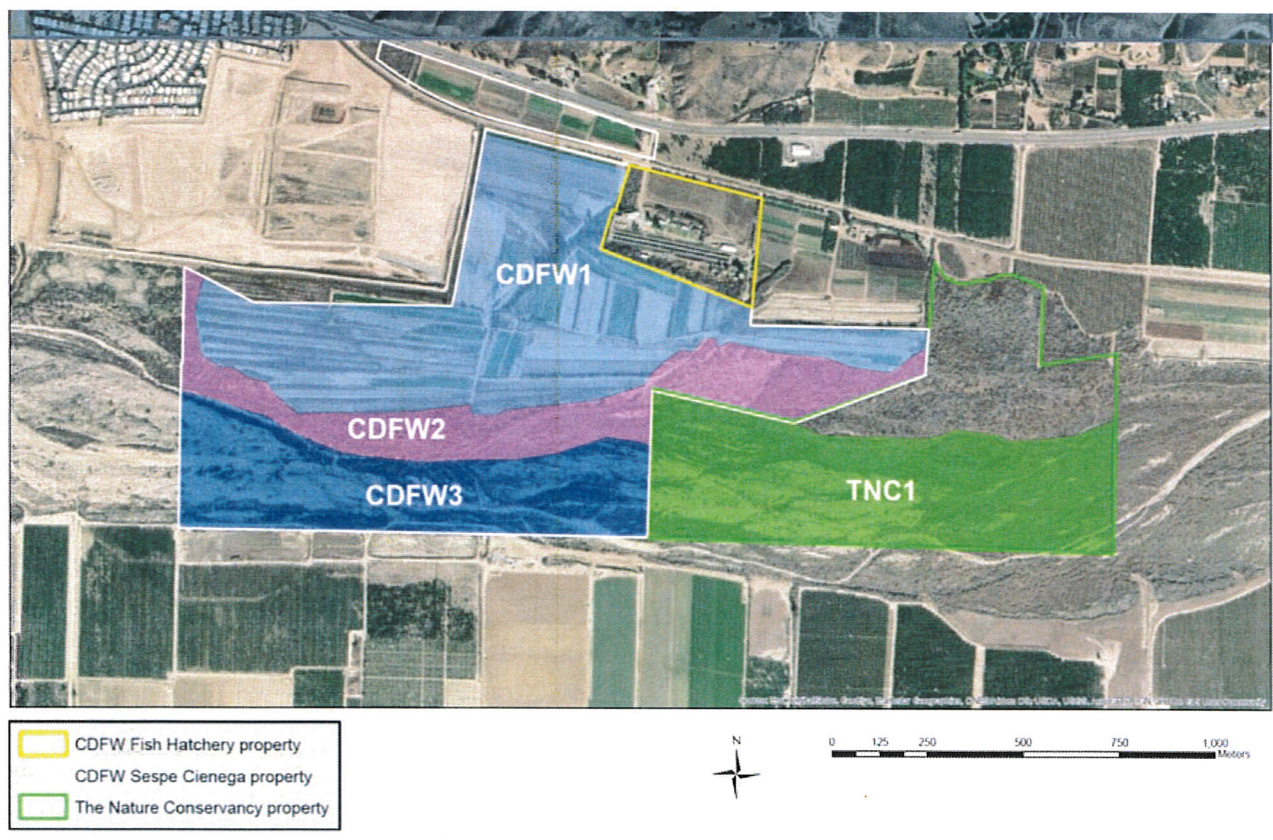 CDFW1
CDFW2
CDFW3
TNC1
CDFW Fish Hatchery property
CDFW Sespe Cienega property
The Nature Conservancy property
N
0 125 250 500 750 1,000
Meters